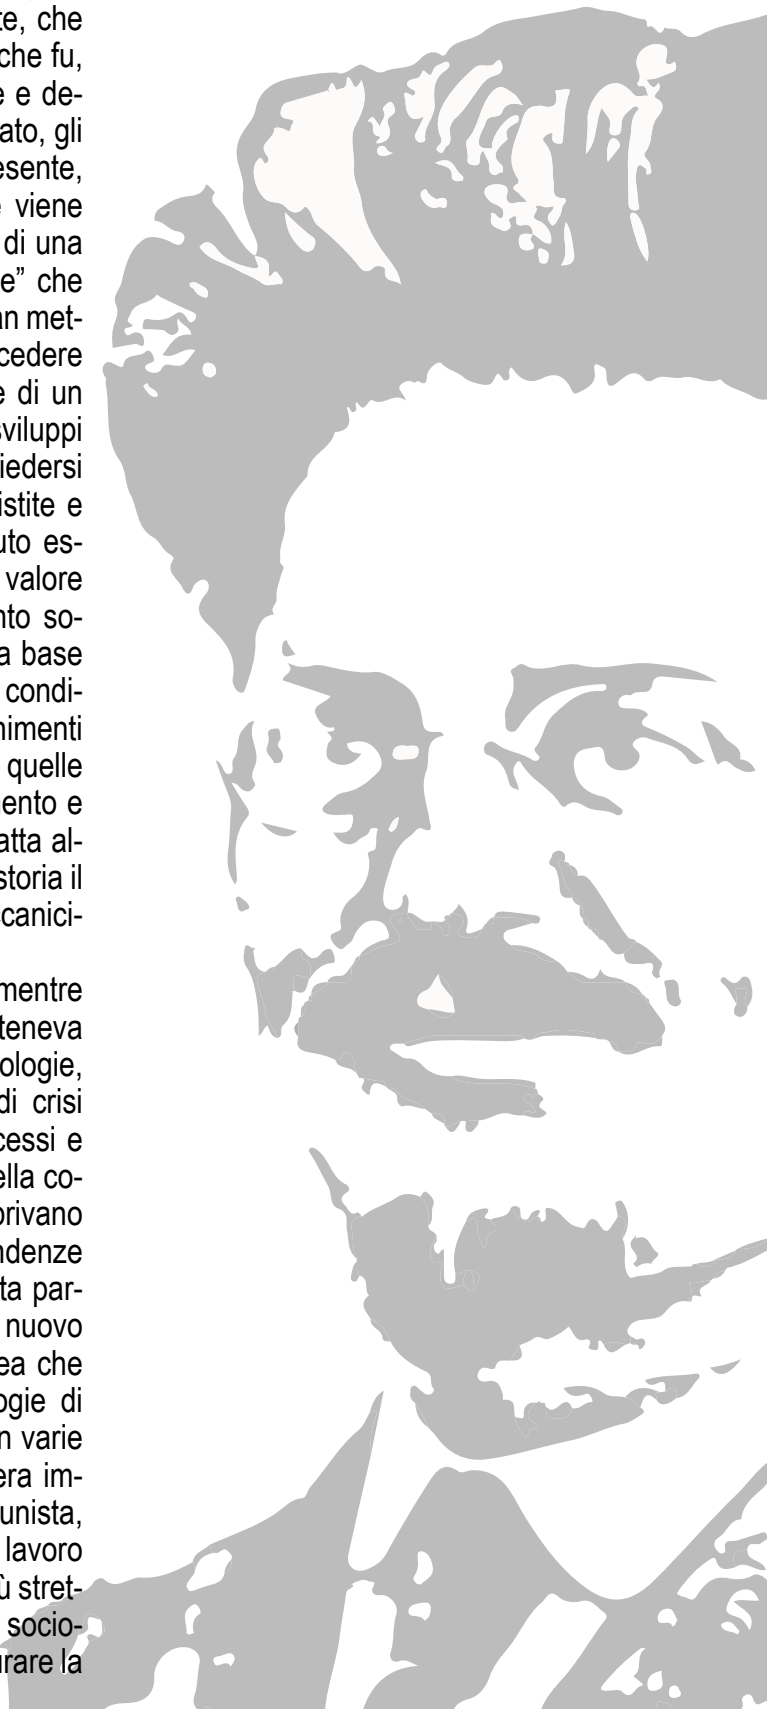 te, che
che fu,
e e de-
ato, gli
esente,
e viene
di una
e” che
an met-
cedere
e di un
sviluppi
iedersi
istite e
uto es-
valore
nto so-
a base
condi-
nimenti
quelle
ento e
atta al-
storia il
canici-
mentre
teneva
ologie,
di crisi
cessi e
ella co-
orivano
ndenze
ta par-
nuovo
ea che
ogie di
n varie
era im-
unista,
lavoro
ù stret-
socio-
urare la